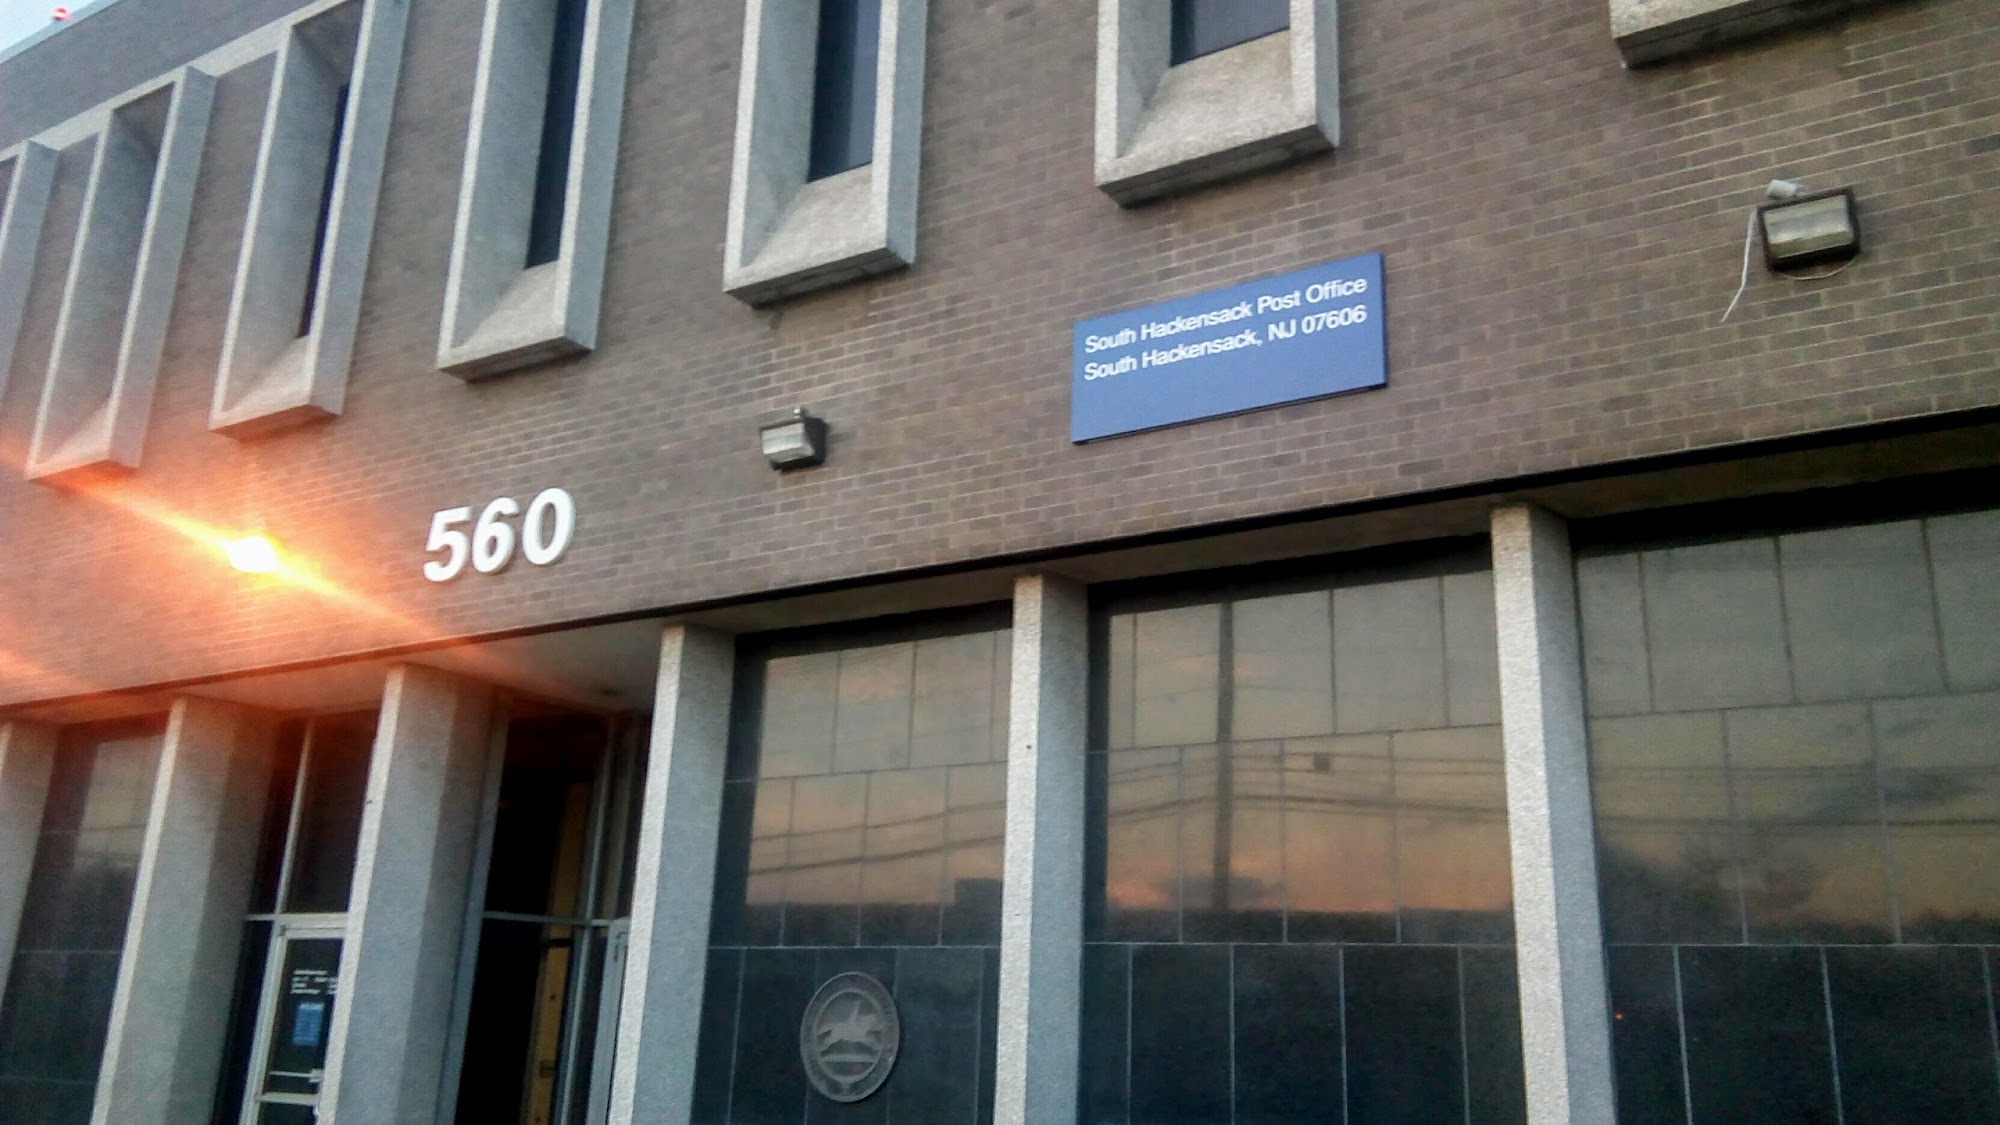 South Hackensack Post Office
South Hackensack, NJ 07606
560